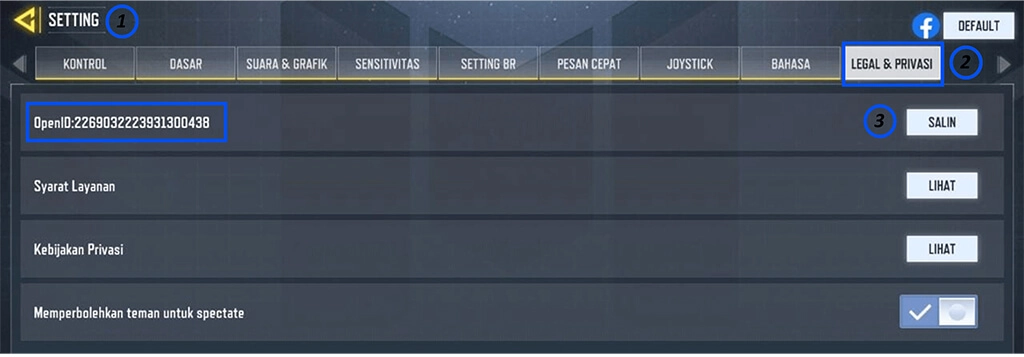 SETTING 1
DEFAULT
KONTROL DASAR SUARA & GRAFIK SENSITIVITAS SETTING BR PESAN CEPAT JOYSTICK BAHASA LEGAL & PRIVASI 2
OpenID:2269032223931300438 3 SALIN
Syarat Layanan LIHAT
Kebijakan Privasi LIHAT
Memperbolehkan teman untuk spectate